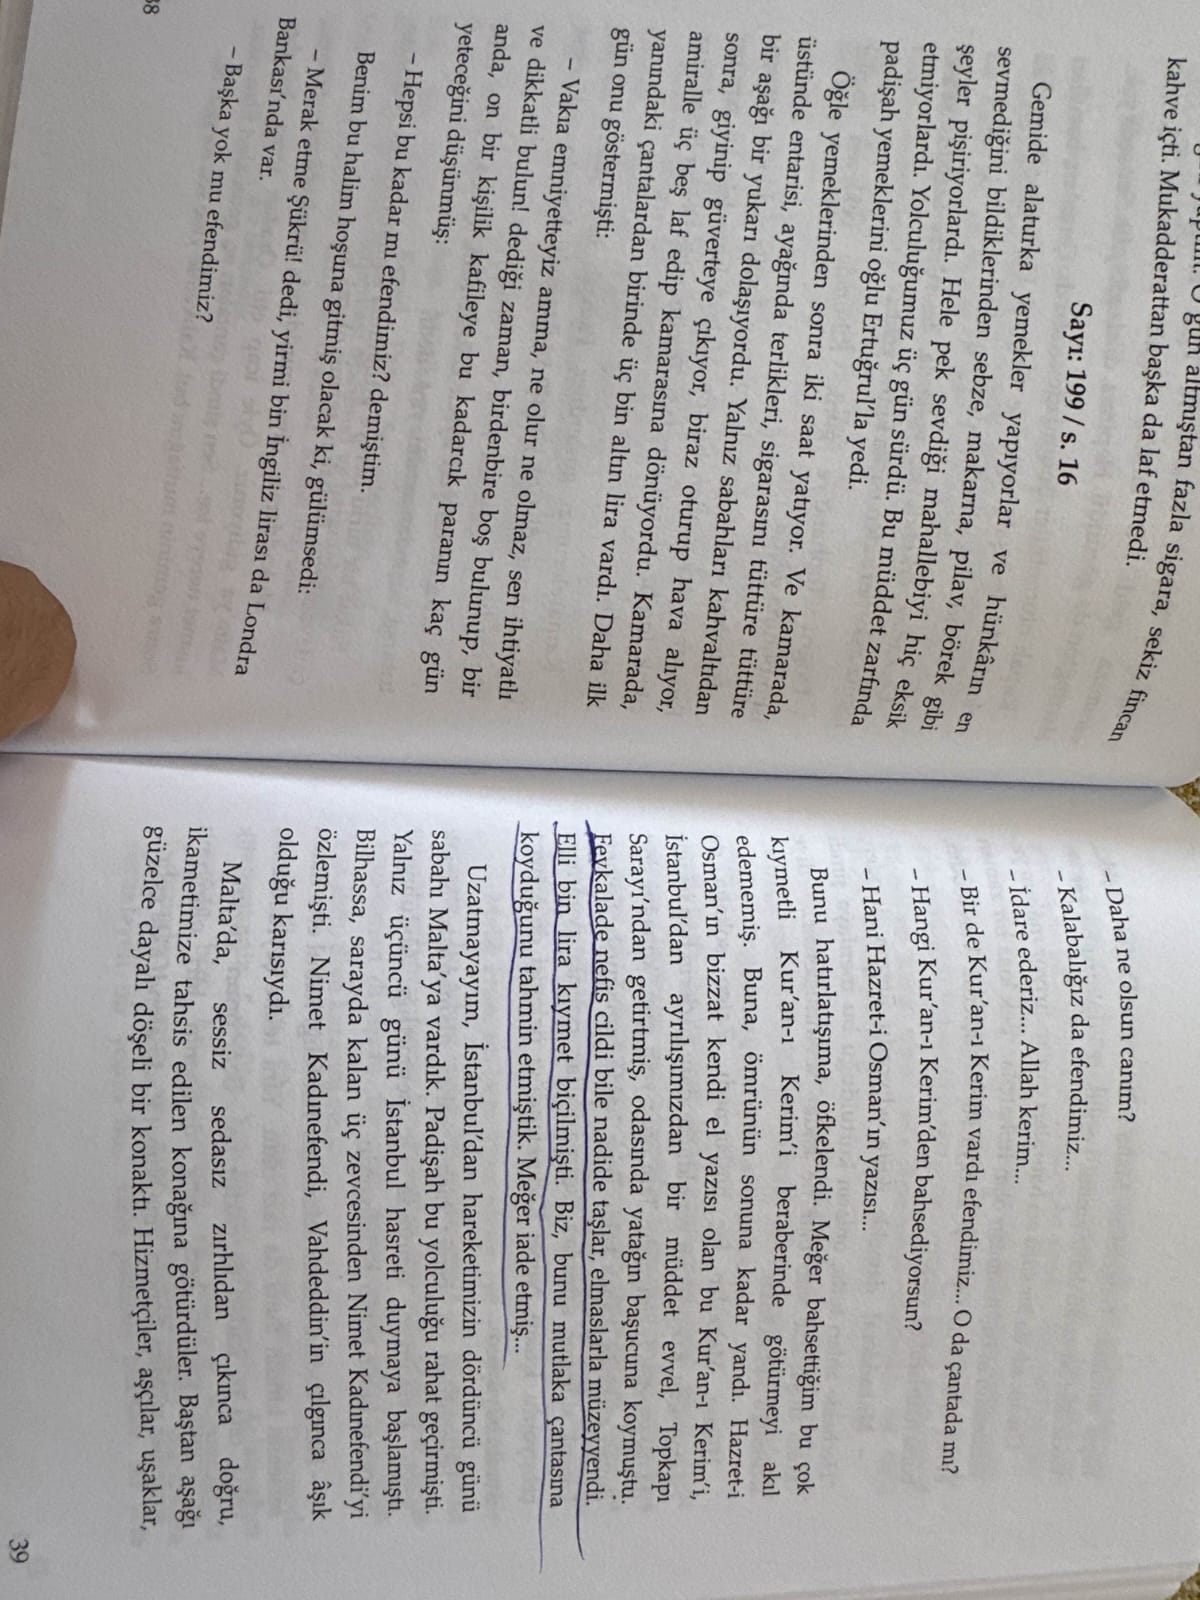 gün altmıştan fazla sigara, sekiz fincan
kahve içti. Mukadderattan başka da laf etmedi.
Sayı: 199 / s. 16
Gemide alaturka yemekler yapıyorlar ve hünkârın en
sevmediğini bildiklerinden sebze, makarna, pilav, börek gibi
şeyler pişiriyorlardı. Hele pek sevdiği mahallebiyi hiç eksik
etmiyorlardı. Yolculuğumuz üç gün sürdü. Bu müddet zarfında
padişah yemeklerini oğlu Ertuğrul'la yedi.
Öğle yemeklerinden sonra iki saat yatıyor. Ve kamarada,
üstünde entarisi, ayağında terlikleri, sigarasını tüttüre tüttüre
bir aşağı bir yukarı dolaşıyordu. Yalnız sabahları kahvaltıdan
sonra, giyinip güverteye çıkıyor, biraz oturup hava alıyor,
amiralle üç beş laf edip kamarasına dönüyordu. Kamarada,
yanındaki çantalardan birinde üç bin altın lira vardı. Daha ilk
gün onu göstermişti:
– Vakıa emniyetteyiz amma, ne olur ne olmaz, sen ihtiyatlı
ve dikkatli bulun! dediği zaman, birdenbire boş bulunup, bir
anda, on bir kişilik kafileye bu kadarcık paranın kaç gün
yeteceğini düşünmüş:
– Hepsi bu kadar mı efendimiz? demiştim.
Benim bu halim hoşuna gitmiş olacak ki, gülümsedi:
– Merak etme Şükrü! dedi, yirmi bin İngiliz lirası da Londra
Bankası'nda var.
– Başka yok mu efendimiz?
38
– Daha ne olsun canım?
– Kalabalığız da efendimiz...
– İdare ederiz... Allah kerim...
– Bir de Kur'an-ı Kerim vardı efendimiz... O da çantada mı?
– Hangi Kur'an-ı Kerim'den bahsediyorsun?
– Hani Hazret-i Osman'ın yazısı...
Bunu hatırlatışıma, öfkelendi. Meğer bahsettiğim bu çok
kıymetli Kur'an-ı Kerim'i beraberinde götürmeyi akıl
edememiş. Buna, ömrünün sonuna kadar yandı. Hazret-i
Osman'ın bizzat kendi el yazısı olan bu Kur'an-ı Kerim'i,
İstanbul'dan ayrılışımızdan bir müddet evvel, Topkapı
Sarayı'ndan getirtmiş, odasında yatağın başucuna koymuştu.
Fevkalade nefis cildi bile nadide taşlar, elmaslarla müzeyyendi.
Elli bin lira kıymet biçilmişti. Biz, bunu mutlaka çantasına
koyduğunu tahmin etmiştik. Meğer iade etmiş...
Uzatmayayım, İstanbul'dan hareketimizin dördüncü günü
sabahı Malta'ya vardık. Padişah bu yolculuğu rahat geçirmişti.
Yalnız üçüncü günü İstanbul hasreti duymaya başlamıştı.
Bilhassa, sarayda kalan üç zevcesinden Nimet Kadınefendi'yi
özlemişti. Nimet Kadınefendi, Vahdeddin'in çılgınca âşık
olduğu karısıydı.
Malta'da, sessiz sedasız zırhlıdan çıkınca doğru,
ikametimize tahsis edilen konağına götürdüler. Baştan aşağı
güzelce dayalı döşeli bir konaktı. Hizmetçiler, aşçılar, uşaklar,
39